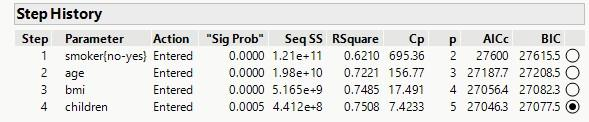 Step History
Step Parameter Action "Sig Prob" Seq SS RSquare Cp p AICc BIC
1 smoker{no-yes} Entered 0.0000 1.21e+11 0.6210 695.36 2 27600 27615.5
2 age Entered 0.0000 1.98e+10 0.7221 156.77 3 27187.7 27208.5
3 bmi Entered 0.0000 5.165e+9 0.7485 17.491 4 27056.4 27082.3
4 children Entered 0.0005 4.412e+8 0.7508 7.4233 5 27046.3 27077.5